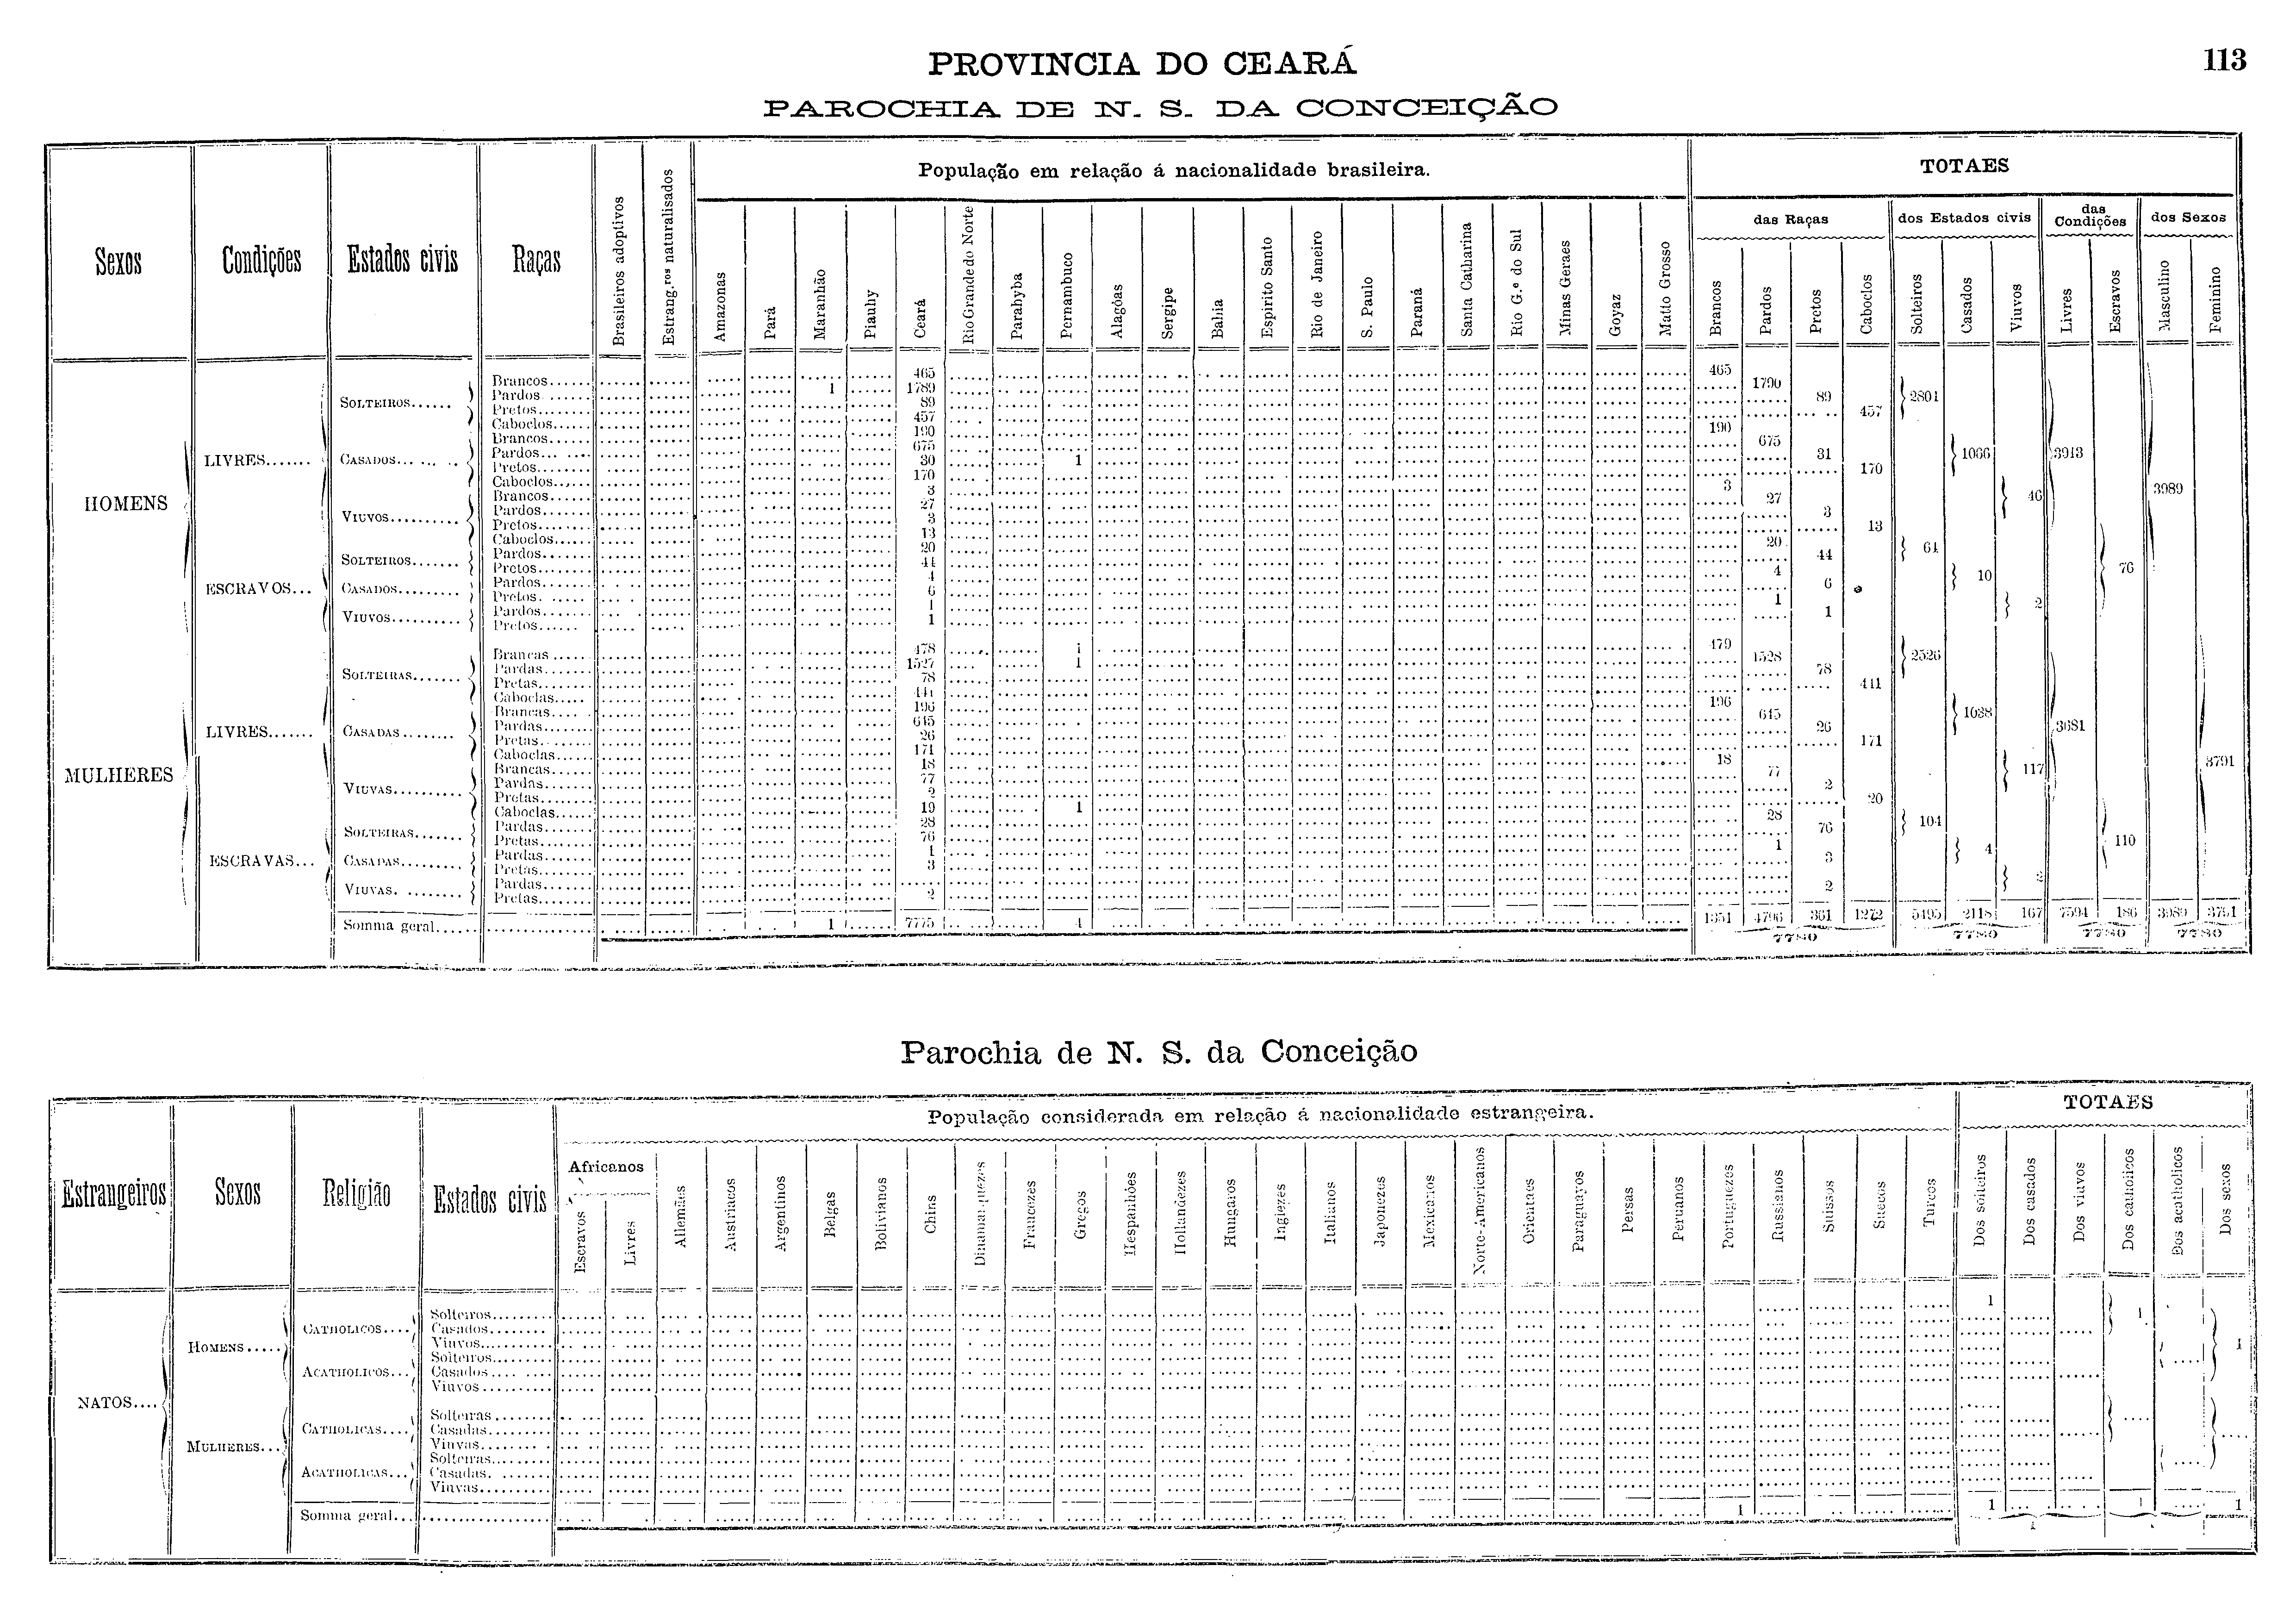 PROVINCIA DO CEARÁ
113
PAROCHIA DE N. S. DA CONCEIÇÃO
Sexos Condições Estados civis Raças Brasileiros adoptivos Estrang.ros naturalisados
População em relação á nacionalidade brasileira.
Amazonas Pará Maranhão Piauhy Ceará Rio Grande do Norte Parahyba Pernambuco Alagôas Sergipe Bahia Espirito Santo Rio de Janeiro S. Paulo Paraná Santa Catharina Rio G.e do Sul Minas Geraes Goyaz Matto Grosso
TOTAES
das Raças dos Estados civis das Condições dos Sexos
Brancos Pardos Pretos Caboclos Solteiros Casados Viuvos Livres Escravos Masculino Feminino
HOMENS LIVRES....... SOLTEIROS...... Brancos...... 465 465
Pardos....... 1 1789 1790 2801
Pretos....... 89 89
Caboclos..... 457 457
CASADOS... Brancos...... 190 190
Pardos... 675 675 1066 3913
Pretos....... 30 1 31
Caboclos..... 170 170
VIUVOS.......... Brancos...... 3 3 3989
Pardos....... 27 27 46
Pretos....... 3 3
Caboclos..... 13 13
ESCRAVOS... SOLTEIROS...... Pardos....... 20 20 64
Pretos....... 44 44
CASADOS......... Pardos....... 4 4 10 76
Pretos. 6 6
VIUVOS.......... Pardos....... 1 1 2
Pretos...... 1 1
MULHERES LIVRES....... SOLTEIRAS...... Brancas..... 478 1 479
Pardas....... 1527 1 1528 2526
Pretas....... 78 78
Caboclas..... 441 441
CASADAS........ Brancas.... 196 196
Pardas....... 645 645 1038 3681
Pretas. 26 26
Caboclas..... 171 171
VIUVAS......... Brancas...... 18 18 3791
Pardas....... 77 77 117
Pretas....... 2 2
Caboclas...... 19 1 20
ESCRAVAS... SOLTEIRAS....... Pardas....... 28 28 104
Pretas....... 76 76
CASADAS......... Pardas....... 1 1 4 110
Pretas....... 3 3
VIUVAS. ........ Pardas....... 2
Pretas....... 2 2
Somma geral...... 1 7775 4 1351 4796 361 1272 5495 2118 167 7594 186 3989 3791
7780 7780 7780 7780
Parochia de N. S. da Conceição
Estrangeiros Sexos Religião Estados civis
População considerada em relação á nacionalidade estrangeira.
TOTAES
Africanos
Escravos Livres Allemães Austriacos Argentinos Belgas Bolivianos Chins Dinamarquezes Francezes Gregos Hespanhóes Hollandezes Hungaros Inglezes Italianos Japonezes Mexicanos Norte-Americanos Orientaes Paraguayos Persas Peruanos Portuguezes Russianos Suissos Suecos Turcos Dos solteiros Dos casados Dos viuvos Dos catholicos Dos acatholicos Dos sexos
NATOS.... HOMENS..... CATHOLICOS.... Solteiros......... 1
Casados........ 1
Viuvos.......... 1
ACATHOLICOS... Solteiros.........
Casados....
Viuvos..........
MULHERES... CATHOLICAS.... Solteiras.........
Casadas.........
Viuvas.......
Solteiras.........
ACATHOLICAS... Casadas.
Viuvas..........
Somma geral... 1 1 1 1
1